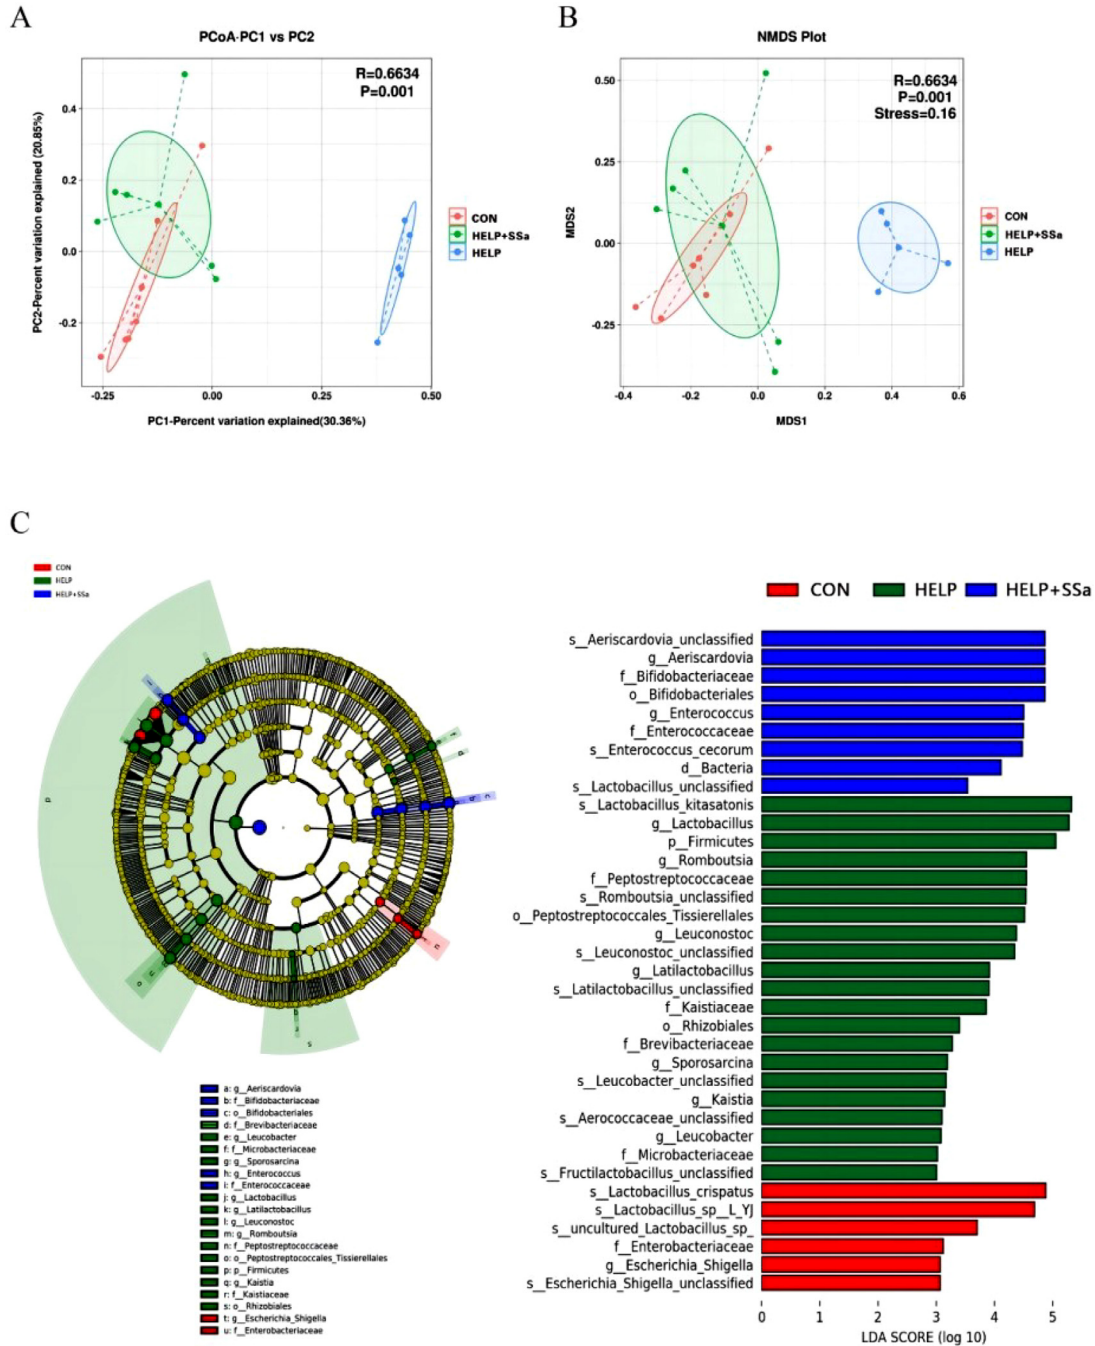 A
PCoA-PC1 vs PC2
R=0.6634
P=0.001
PC2-Percent variation explained (20.85%)
0.4
0.2
0.0
-0.2
-0.25
0.00
0.25
0.50
PC1-Percent variation explained(30.36%)
CON
HELP+SSa
HELP
B
NMDS Plot
R=0.6634
P=0.001
Stress=0.16
MDS2
0.50
0.25
0.00
-0.25
-0.4
-0.2
0.0
0.2
0.4
0.6
MDS1
CON
HELP+SSa
HELP
C
CON
HELP
HELP+SSa
a: g__Aeriscardovia
b: f__Bifidobacteriaceae
c: o__Bifidobacteriales
d: f__Brevibacteriaceae
e: g__Leucobacter
f: f__Microbacteriaceae
g: g__Sporosarcina
h: g__Enterococcus
i: f__Enterococcaceae
j: g__Lactobacillus
k: g__Latilactobacillus
l: g__Leuconostoc
m: g__Romboutsia
n: f__Peptostreptococcaceae
o: o__Peptostreptococcales_Tissierellales
p: p__Firmicutes
q: g__Kaistia
r: f__Kaistiaceae
s: o__Rhizobiales
t: g__Escherichia_Shigella
u: f__Enterobacteriaceae
CON
HELP
HELP+SSa
s__Aeriscardovia_unclassified
g__Aeriscardovia
f__Bifidobacteriaceae
o__Bifidobacteriales
g__Enterococcus
f__Enterococcaceae
s__Enterococcus_cecorum
d__Bacteria
s__Lactobacillus_unclassified
s__Lactobacillus_kitasatonis
g__Lactobacillus
p__Firmicutes
g__Romboutsia
f__Peptostreptococcaceae
s__Romboutsia_unclassified
o__Peptostreptococcales_Tissierellales
g__Leuconostoc
s__Leuconostoc_unclassified
g__Latilactobacillus
s__Latilactobacillus_unclassified
f__Kaistiaceae
o__Rhizobiales
f__Brevibacteriaceae
g__Sporosarcina
s__Leucobacter_unclassified
g__Kaistia
s__Aerococcaceae_unclassified
g__Leucobacter
f__Microbacteriaceae
s__Fructilactobacillus_unclassified
s__Lactobacillus_crispatus
s__Lactobacillus_sp__L_YJ
s__uncultured_Lactobacillus_sp_
f__Enterobacteriaceae
g__Escherichia_Shigella
s__Escherichia_Shigella_unclassified
0
1
2
3
4
5
LDA SCORE (log 10)